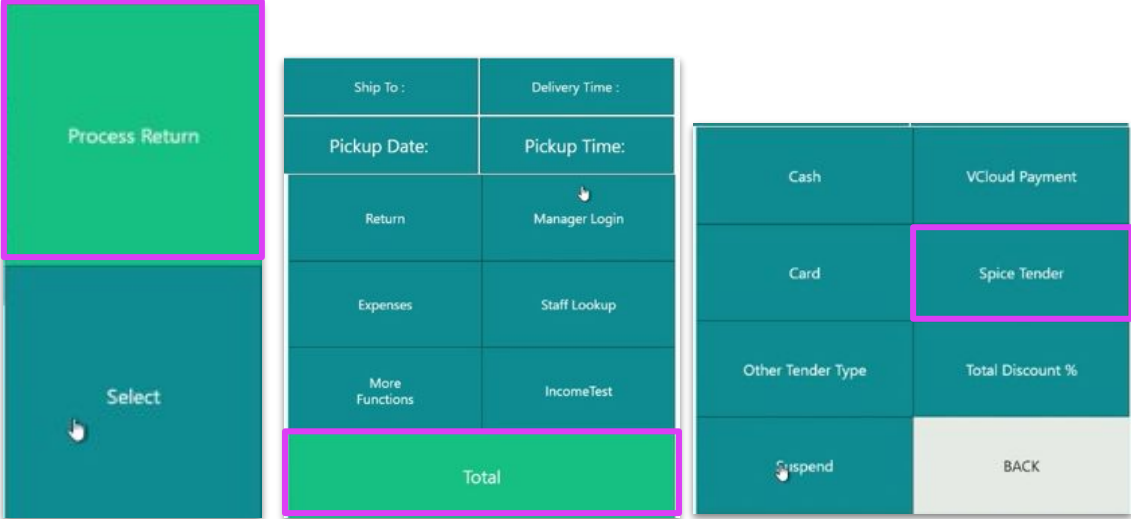 Process Return
Select
Ship To :
Delivery Time :
Pickup Date:
Pickup Time:
Return
Manager Login
Expenses
Staff Lookup
More
Functions
IncomeTest
Total
Cash
VCloud Payment
Card
Spice Tender
Other Tender Type
Total Discount %
Suspend
BACK